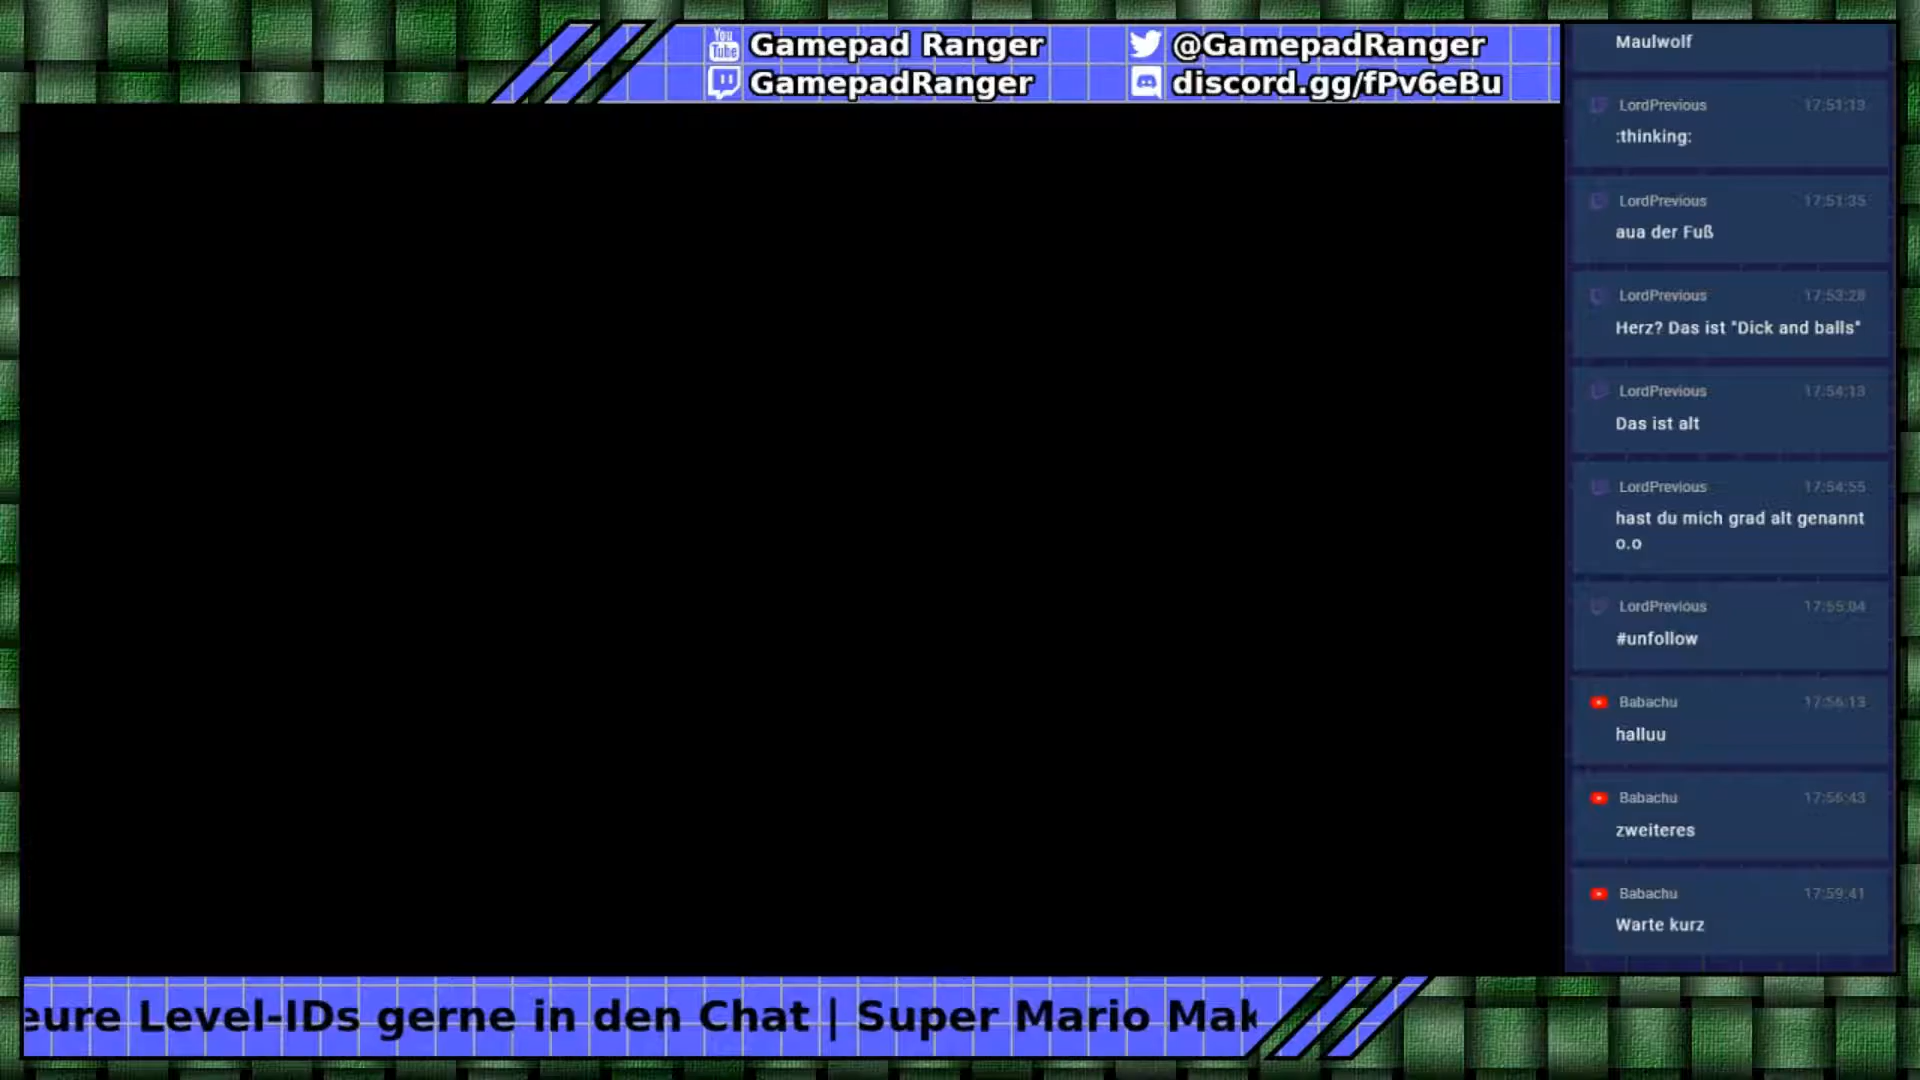 You
Tube
Gamepad Ranger
@GamepadRanger
GamepadRanger
discord.gg/fPv6eBu
Maulwolf
LordPrevious 17:51:13
:thinking:
LordPrevious 17:51:35
aua der Fuß
LordPrevious 17:53:28
Herz? Das ist "Dick and balls"
LordPrevious 17:54:13
Das ist alt
LordPrevious 17:54:55
hast du mich grad alt genannt
o.o
LordPrevious 17:55:04
#unfollow
Babachu 17:56:13
halluu
Babachu 17:56:43
zweiteres
Babachu 17:59:41
Warte kurz
eure Level-IDs gerne in den Chat | Super Mario Mak